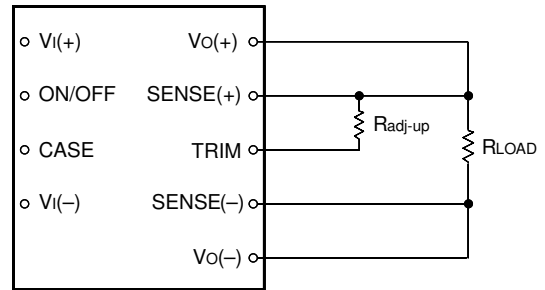 VI(+) VO(+)
ON/OFF SENSE(+)
Radj-up
CASE TRIM
RLOAD
VI(–) SENSE(–)
VO(–)